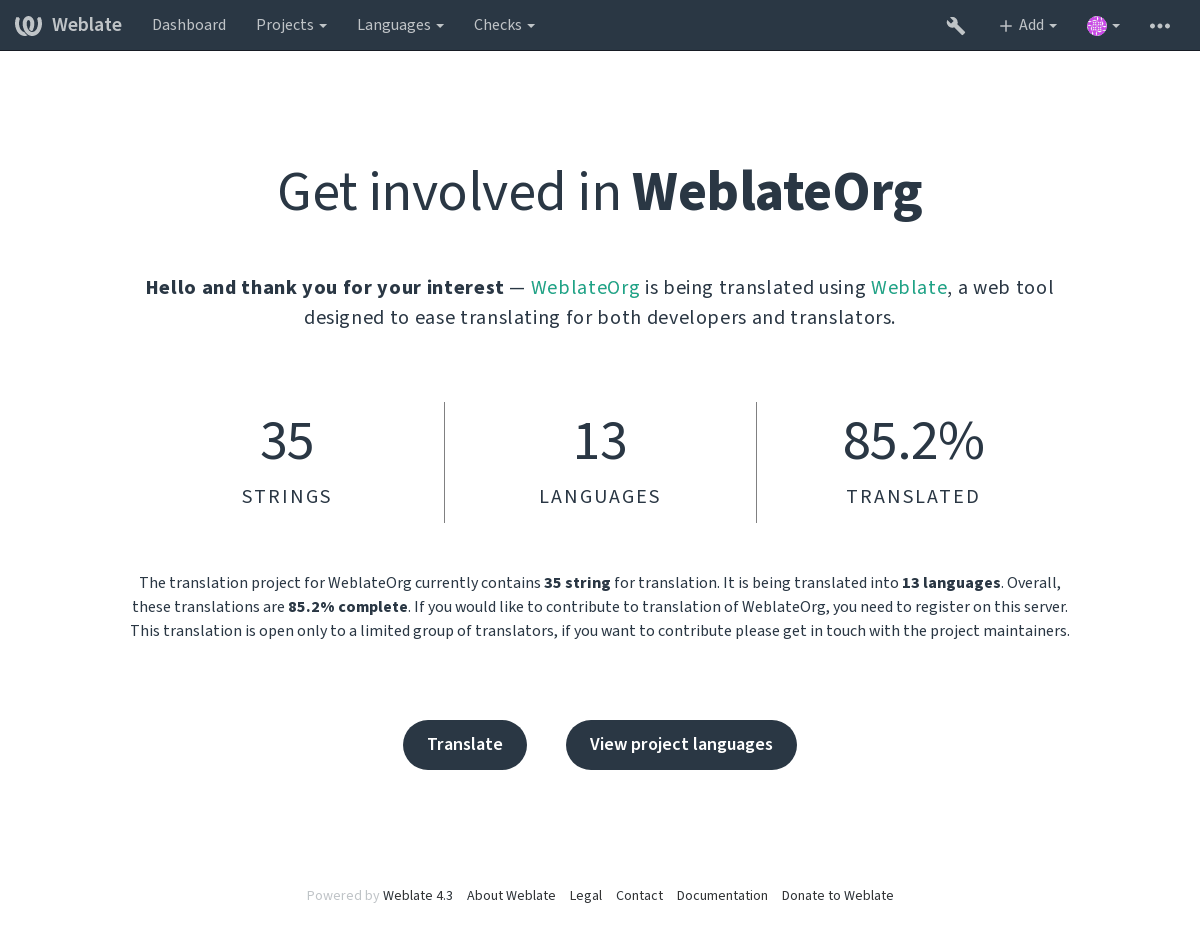 Weblate Dashboard Projects Languages Checks Add
Get involved in WeblateOrg
Hello and thank you for your interest — WeblateOrg is being translated using Weblate, a web tool
designed to ease translating for both developers and translators.
35 13 85.2%
STRINGS LANGUAGES TRANSLATED
The translation project for WeblateOrg currently contains 35 string for translation. It is being translated into 13 languages. Overall,
these translations are 85.2% complete. If you would like to contribute to translation of WeblateOrg, you need to register on this server.
This translation is open only to a limited group of translators, if you want to contribute please get in touch with the project maintainers.
Translate View project languages
Powered by Weblate 4.3 About Weblate Legal Contact Documentation Donate to Weblate